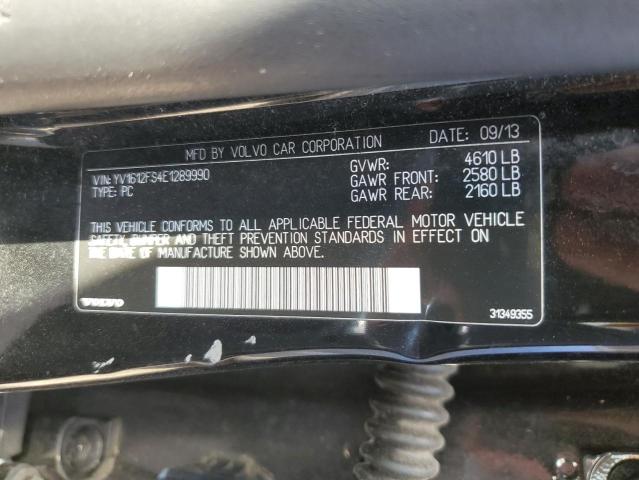 MFD BY VOLVO CAR CORPORATION DATE: 09/13
VIN: YV1612FS4E1289990 GVWR: 4610 LB
TYPE: PC GAWR FRONT: 2580 LB
GAWR REAR: 2160 LB
THIS VEHICLE CONFORMS TO ALL APPLICABLE FEDERAL MOTOR VEHICLE
SAFETY, BUMPER AND THEFT PREVENTION STANDARDS IN EFFECT ON
THE DATE OF MANUFACTURE SHOWN ABOVE.
VOLVO 31349355